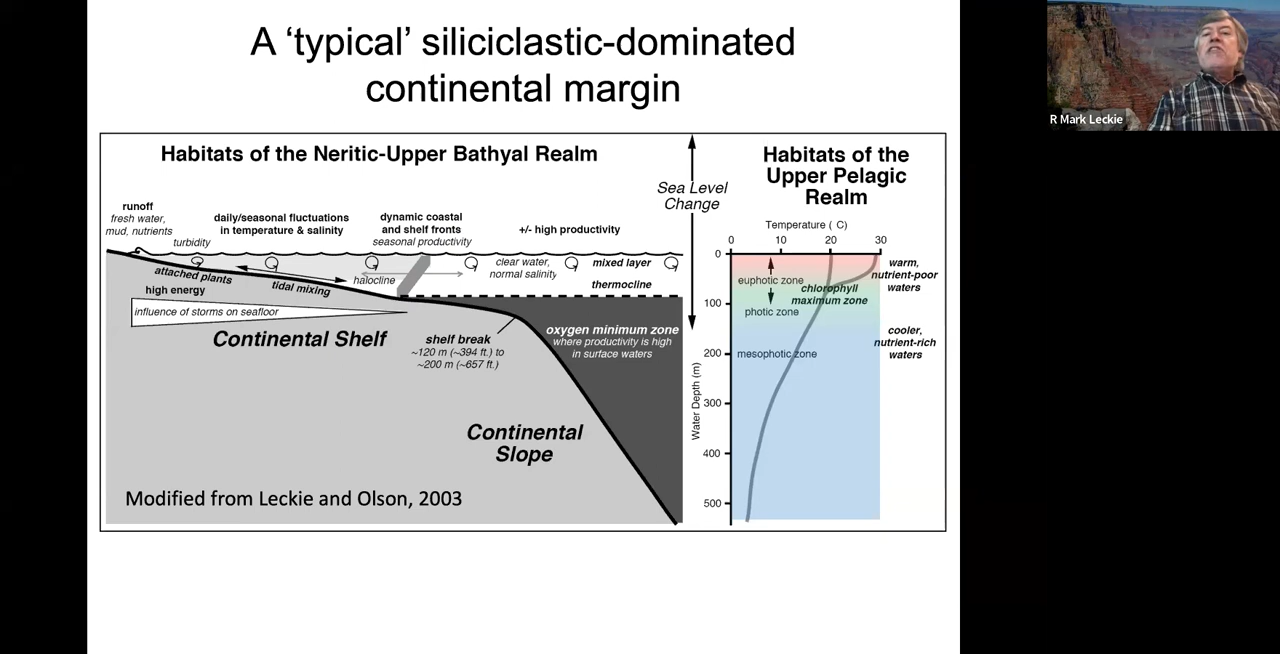 A ‘typical’ siliciclastic-dominated
continental margin
R Mark Leckie
Habitats of the Neritic-Upper Bathyal Realm
runoff
fresh water,
mud, nutrients
turbidity
daily/seasonal fluctuations
in temperature & salinity
dynamic coastal
and shelf fronts
seasonal productivity
+/- high productivity
attached plants
high energy
tidal mixing
halocline
clear water,
normal salinity
mixed layer
thermocline
influence of storms on seafloor
Continental Shelf
shelf break
~120 m (~394 ft.) to
~200 m (~657 ft.)
oxygen minimum zone
where productivity is high
in surface waters
Continental
Slope
Modified from Leckie and Olson, 2003
Sea Level
Change
Habitats of the
Upper Pelagic
Realm
Temperature ( C)
0 10 20 30
0
100
200
300
400
500
Water Depth (m)
euphotic zone
chlorophyll
maximum zone
photic zone
mesophotic zone
warm,
nutrient-poor
waters
cooler,
nutrient-rich
waters